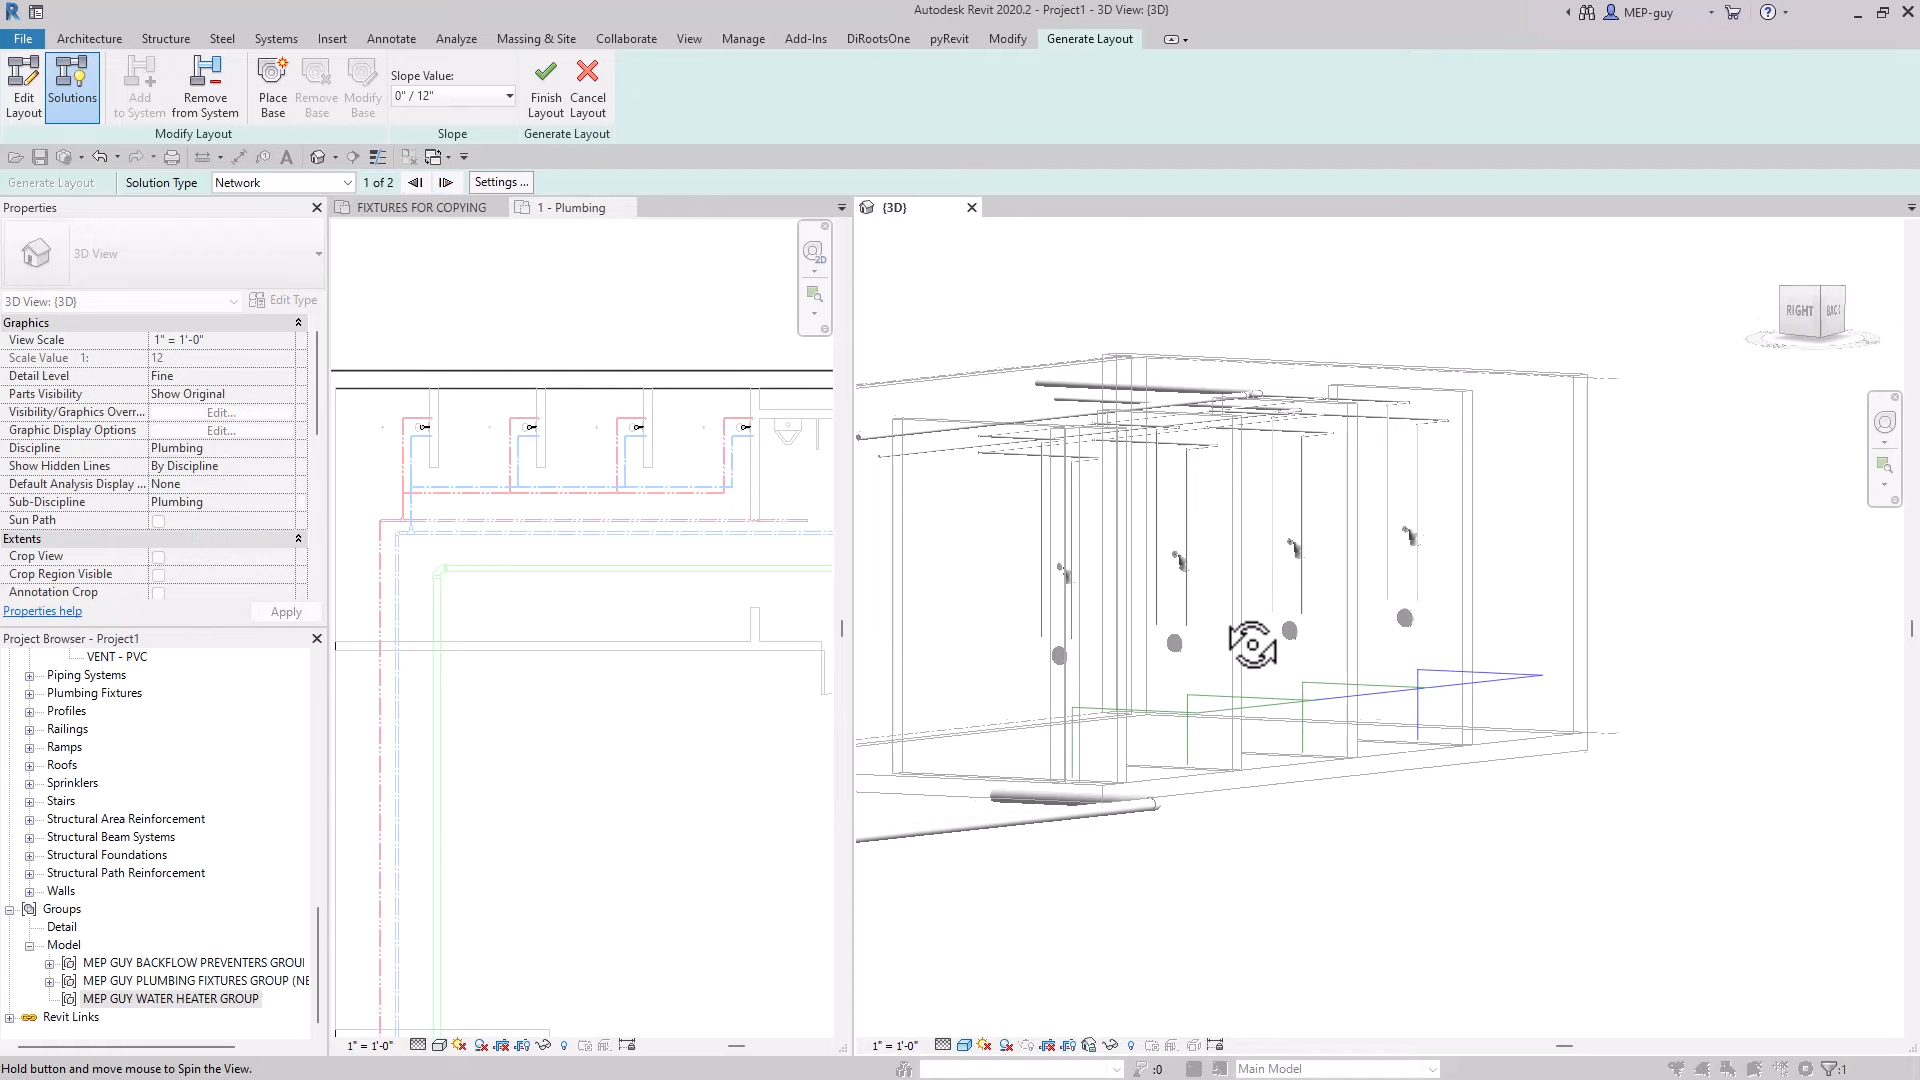 Autodesk Revit 2020.2 - Project1 - 3D View: {3D}
MEP-guy
File Architecture Structure Steel Systems Insert Annotate Analyze Massing & Site Collaborate View Manage Add-Ins DiRootsOne pyRevit Modify Generate Layout
Edit Layout
Solutions
Add to System
Remove from System
Place Base
Remove Base
Modify Base
Slope Value:
0" / 12"
Finish Layout
Cancel Layout
Modify Layout Slope Generate Layout
Generate Layout Solution Type Network 1 of 2 Settings ...
Properties
FIXTURES FOR COPYING 1 - Plumbing {3D}
3D View
3D View: {3D} Edit Type
Graphics
View Scale 1" = 1'-0"
Scale Value 1: 12
Detail Level Fine
Parts Visibility Show Original
Visibility/Graphics Overr... Edit...
Graphic Display Options Edit...
Discipline Plumbing
Show Hidden Lines By Discipline
Default Analysis Display ... None
Sub-Discipline Plumbing
Sun Path
Extents
Crop View
Crop Region Visible
Annotation Crop
Properties help Apply
Project Browser - Project1
VENT - PVC
Piping Systems
Plumbing Fixtures
Profiles
Railings
Ramps
Roofs
Sprinklers
Stairs
Structural Area Reinforcement
Structural Beam Systems
Structural Foundations
Structural Path Reinforcement
Walls
Groups
Detail
Model
MEP GUY BACKFLOW PREVENTERS GROUI
MEP GUY PLUMBING FIXTURES GROUP (NE
MEP GUY WATER HEATER GROUP
Revit Links
2D
RIGHT BACK
1" = 1'-0"
1" = 1'-0"
Hold button and move mouse to Spin the View.
:0
Main Model
:1